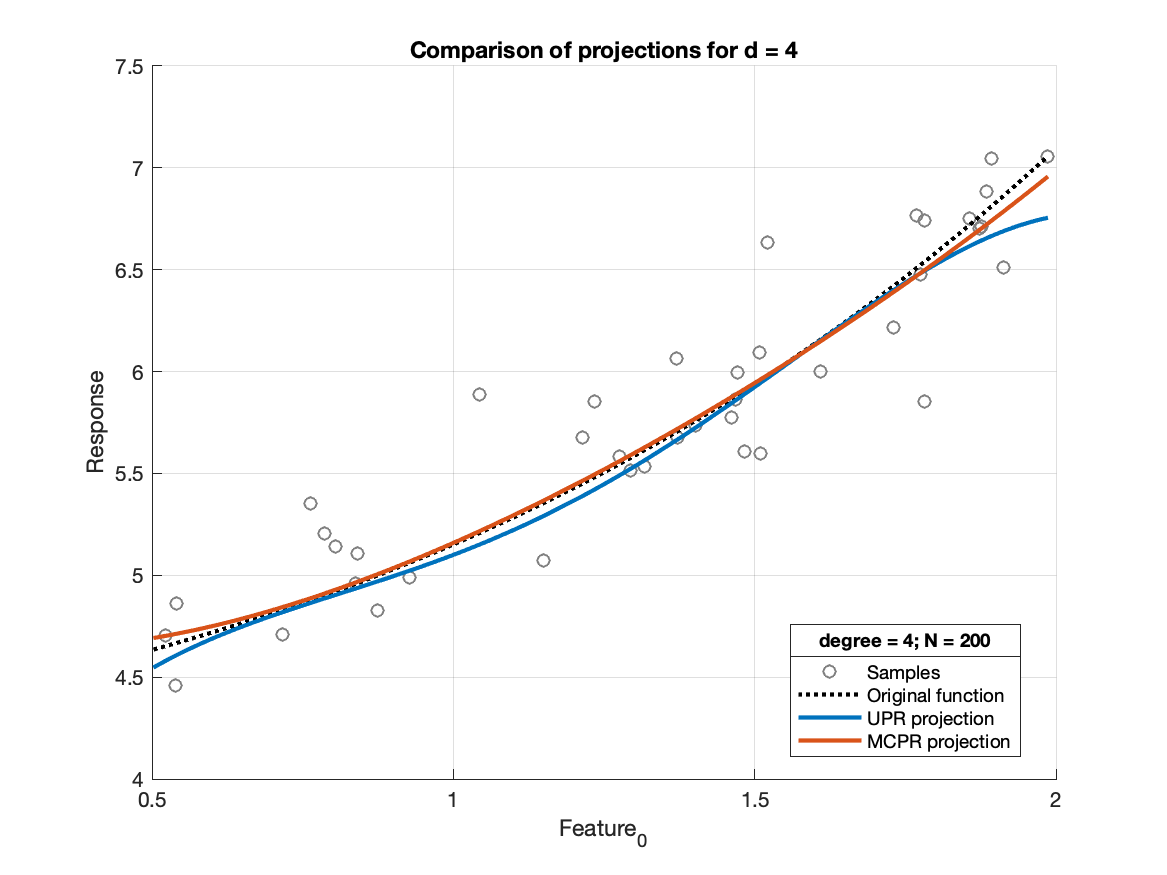 Comparison of projections for d = 4
7.5
7
6.5
6
5.5
5
4.5
4
Response
0.5
1
1.5
2
Feature₀
degree = 4; N = 200
Samples
Original function
UPR projection
MCPR projection